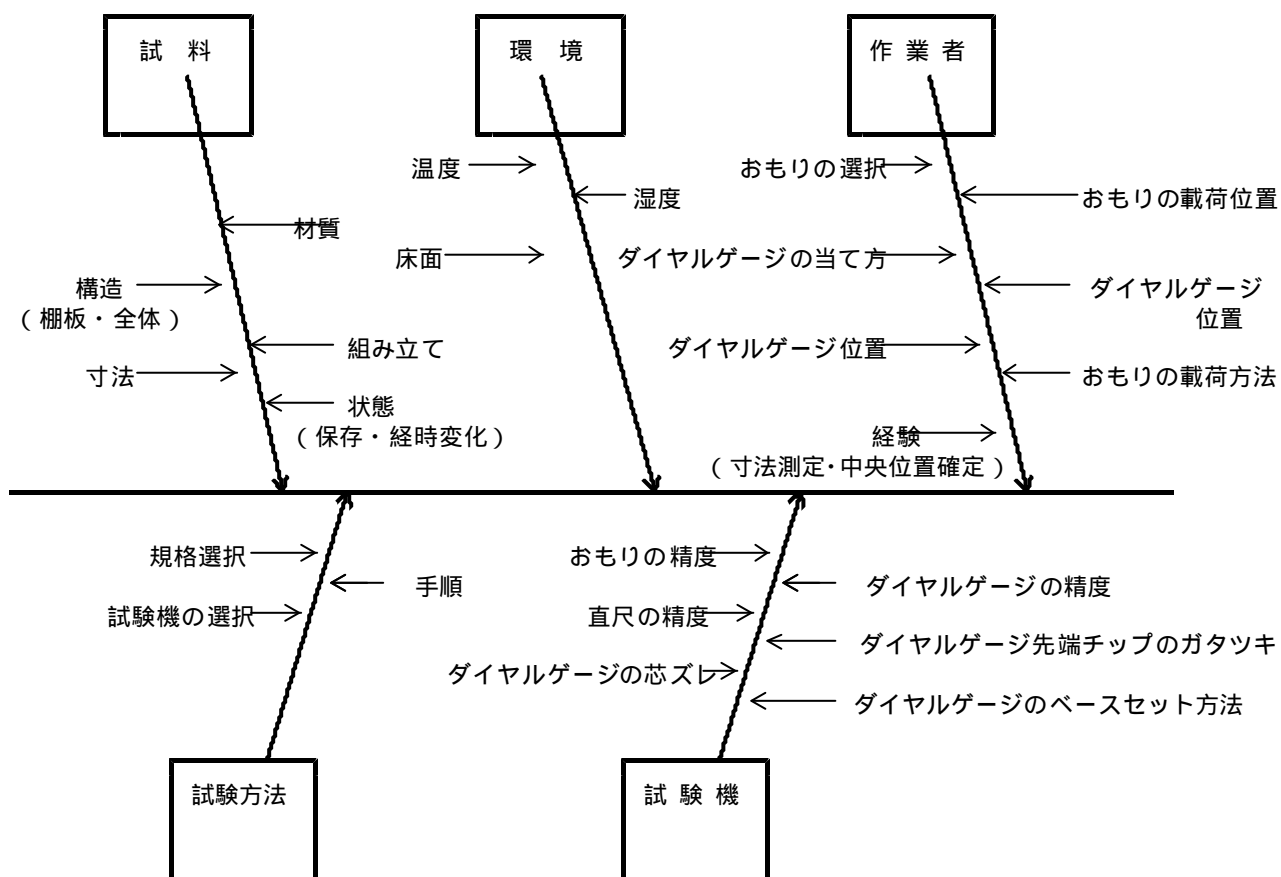 試料
環境
作業者
温度
おもりの選択
湿度
おもりの載荷位置
材質
床面
ダイヤルゲージの当て方
構造
(棚板・全体)
ダイヤルゲージ
位置
組み立て
ダイヤルゲージ位置
寸法
おもりの載荷方法
状態
(保存・経時変化)
経験
(寸法測定・中央位置確定)
規格選択
おもりの精度
手順
ダイヤルゲージの精度
試験機の選択
直尺の精度
ダイヤルゲージ先端チップのガタツキ
ダイヤルゲージの芯ズレ
ダイヤルゲージのベースセット方法
試験方法
試験機